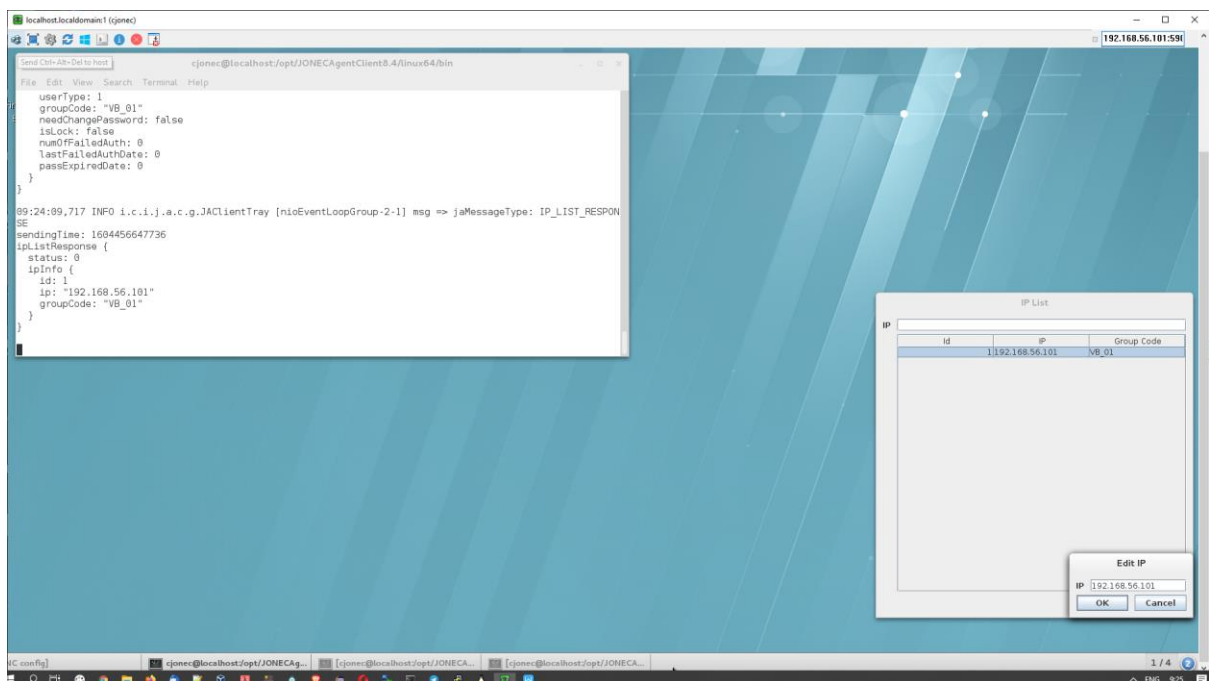 localhost.localdomain:1 (cjonec)
192.168.56.101:590
Send Ctrl+Alt+Del to host
cjonec@localhost:/opt/JONECAgentClient8.4/linux64/bin
File Edit View Search Terminal Help
userType: 1
groupCode: "VB_01"
needChangePassword: false
isLock: false
numOfFailedAuth: 0
lastFailedAuthDate: 0
passExpiredDate: 0
}
}
09:24:09,717 INFO i.c.i.j.a.c.g.JAClientTray [nioEventLoopGroup-2-1] msg => jaMessageType: IP_LIST_RESPON
SE
sendingTime: 1604456647736
ipListResponse {
status: 0
ipInfo {
id: 1
ip: "192.168.56.101"
groupCode: "VB_01"
}
}
IP List
IP
Id IP Group Code
1 192.168.56.101 VB_01
Edit IP
IP 192.168.56.101
OK Cancel
NC config]
cjonec@localhost:/opt/JONECAg...
[cjonec@localhost:/opt/JONECA...
[cjonec@localhost:/opt/JONECA...
1 / 4
2
ENG 9:25